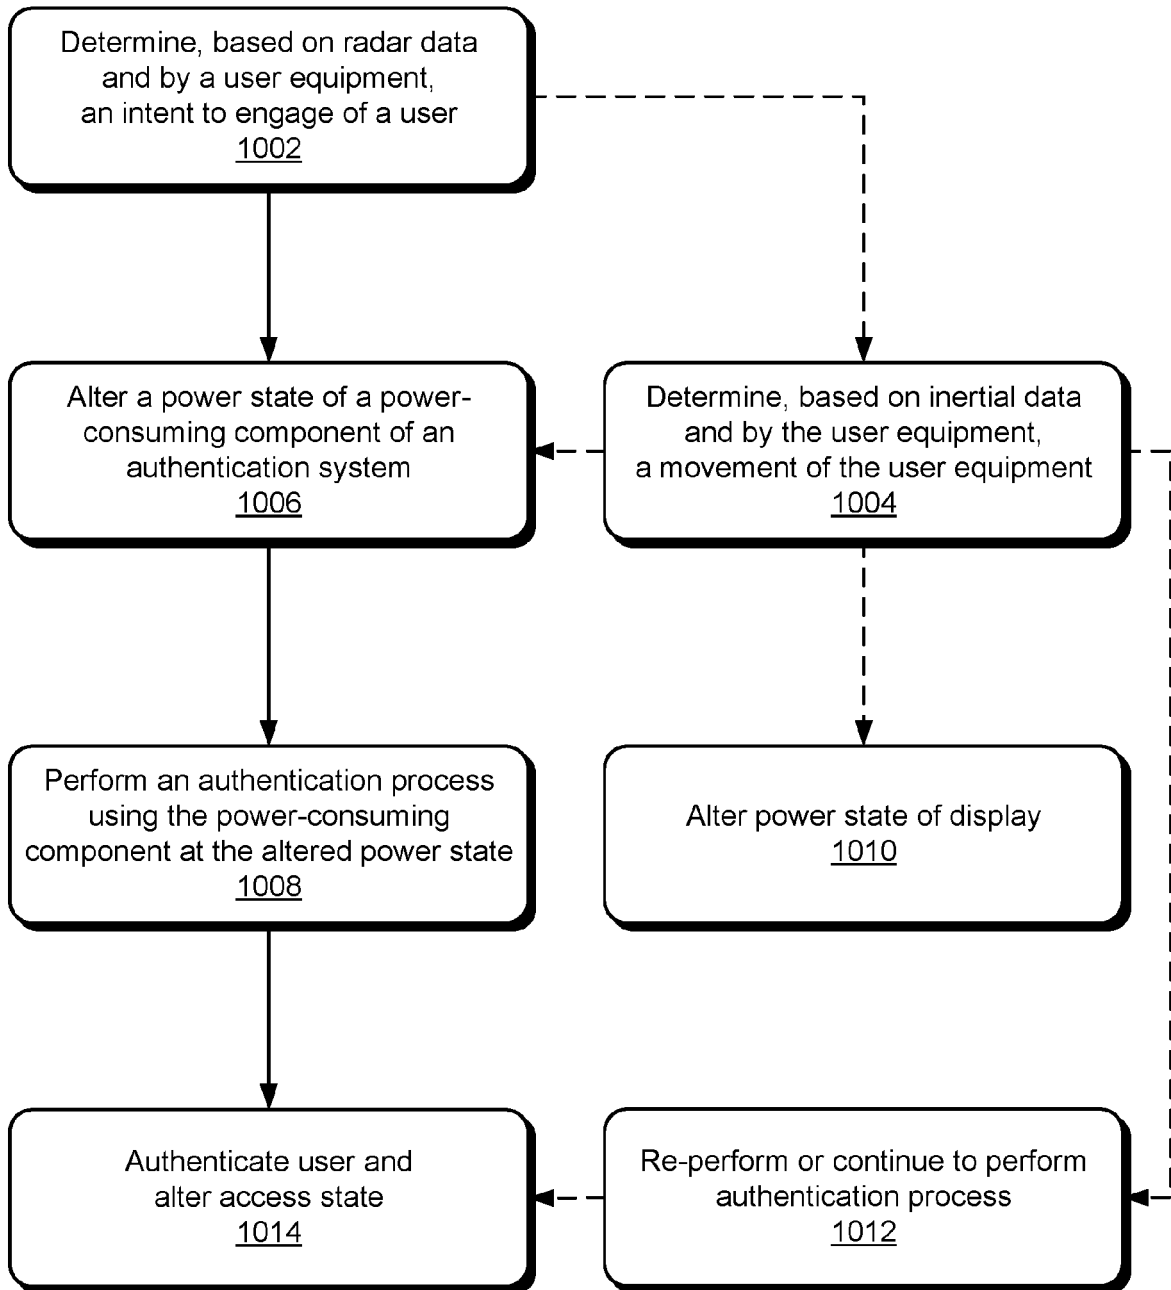 Determine, based on radar data
and by a user equipment,
an intent to engage of a user
1002
Alter a power state of a power-
consuming component of an
authentication system
1006
Determine, based on inertial data
and by the user equipment,
a movement of the user equipment
1004
Perform an authentication process
using the power-consuming
component at the altered power state
1008
Alter power state of display
1010
Authenticate user and
alter access state
1014
Re-perform or continue to perform
authentication process
1012